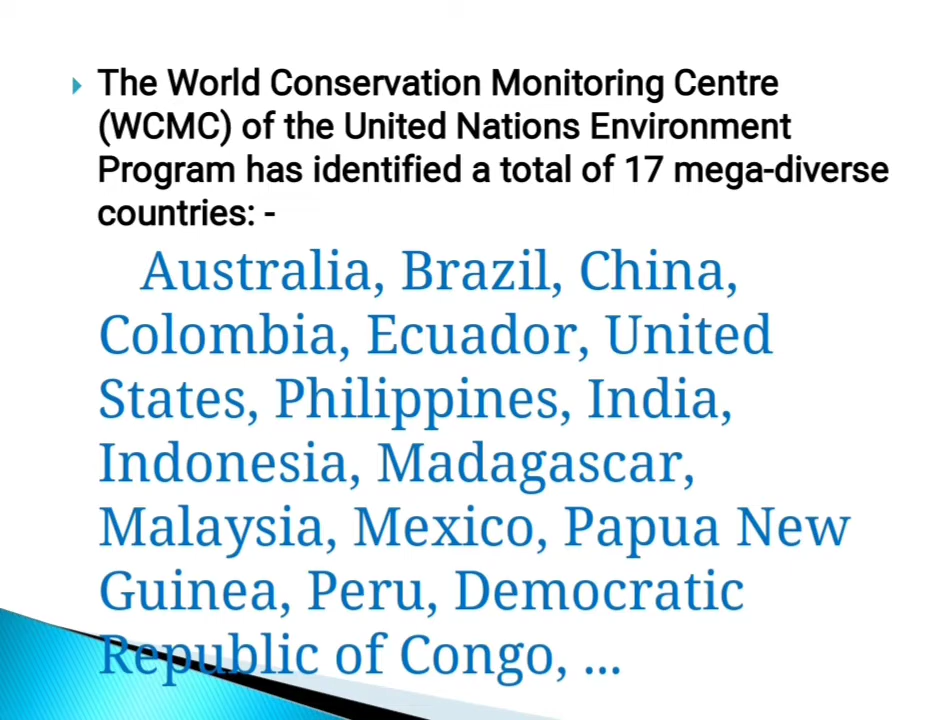 The World Conservation Monitoring Centre
(WCMC) of the United Nations Environment
Program has identified a total of 17 mega-diverse
countries: -
Australia, Brazil, China,
Colombia, Ecuador, United
States, Philippines, India,
Indonesia, Madagascar,
Malaysia, Mexico, Papua New
Guinea, Peru, Democratic
Republic of Congo, ...